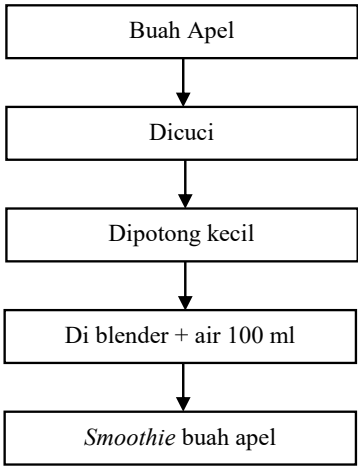 Buah Apel
Dicuci
Dipotong kecil
Di blender + air 100 ml
Smoothie buah apel